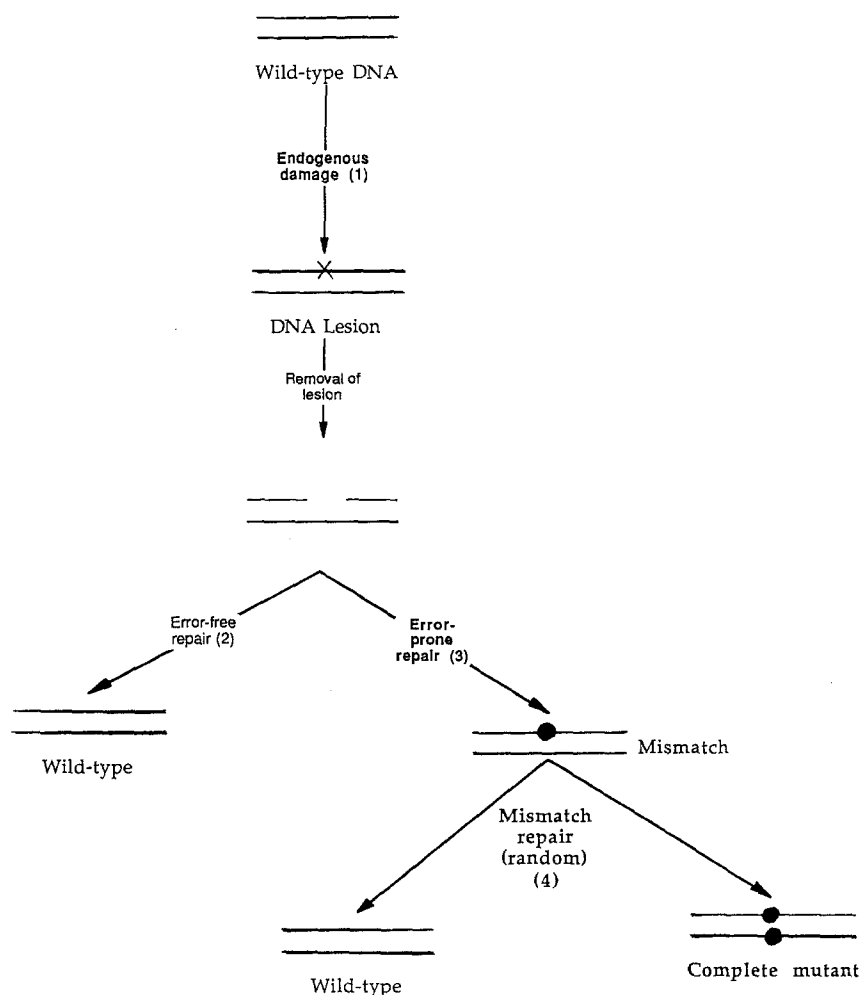 Wild-type DNA
Endogenous
damage (1)
DNA Lesion
Removal of
lesion
Error-free
repair (2)
Error-
prone
repair (3)
Wild-type
Mismatch
Mismatch
repair
(random)
(4)
Wild-type
Complete mutant